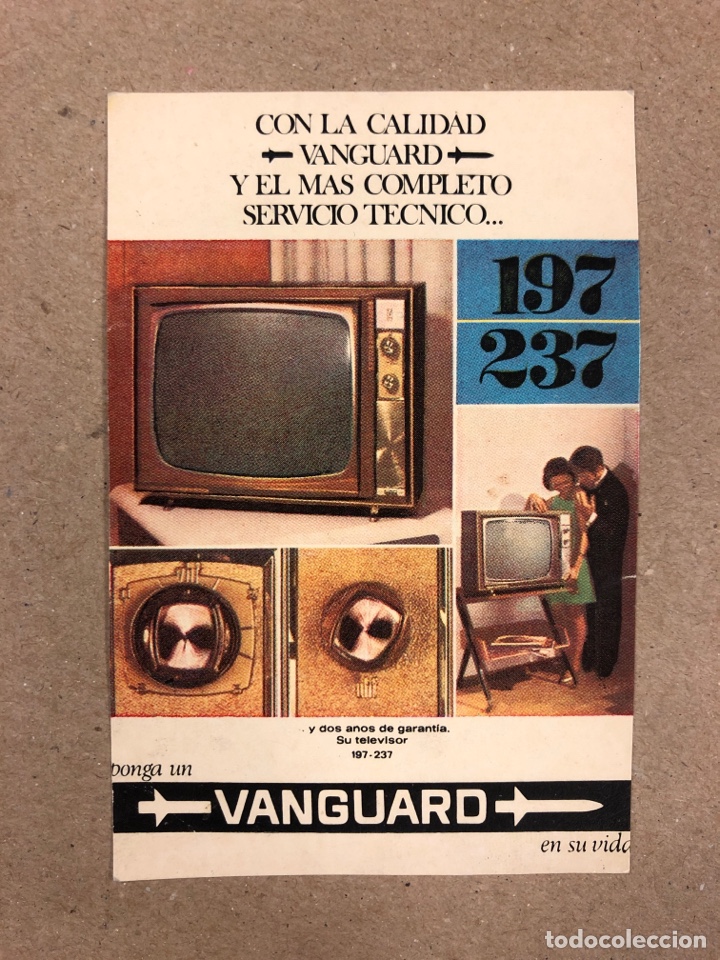 CON LA CALIDAD
VANGUARD
Y EL MAS COMPLETO
SERVICIO TECNICO...
197
237
. y dos anos de garantía.
Su televisor
197-237
ponga un
VANGUARD
en su vida
todocoleccion